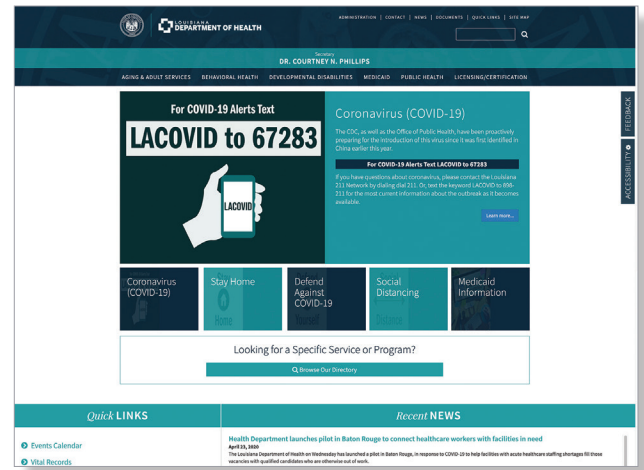 ADMINISTRATION | CONTACT | NEWS | DOCUMENTS | QUICK LINKS | SITE MAP
LOUISIANA
DEPARTMENT OF HEALTH
Secretary
DR. COURTNEY N. PHILLIPS
AGING & ADULT SERVICES BEHAVIORAL HEALTH DEVELOPMENTAL DISABILITIES MEDICAID PUBLIC HEALTH LICENSING/CERTIFICATION
FEEDBACK
ACCESSIBILITY
For COVID-19 Alerts Text
LACOVID to 67283
LACOVID
Coronavirus (COVID-19)
The CDC, as well as the Office of Public Health, have been proactively
preparing for the introduction of this virus since it was first identified in
China earlier this year.
For COVID-19 Alerts Text LACOVID to 67283
If you have questions about coronavirus, please contact the Louisiana
211 Network by dialing dial 211. Or, text the keyword LACOVID to 898-
211 for the most current information about the outbreak as it becomes
available.
Learn more...
Coronavirus
(COVID-19)
Stay Home
Home
Defend
Against
COVID-19
Yourself
Social
Distancing
Distance
Medicaid
Information
Looking for a Specific Service or Program?
Browse Our Directory
Quick LINKS
Events Calendar
Vital Records
Recent NEWS
Health Department launches pilot in Baton Rouge to connect healthcare workers with facilities in need
April 23, 2020
The Louisiana Department of Health on Wednesday has launched a pilot in Baton Rouge, in response to COVID-19 to help facilities with acute healthcare staffing shortages fill those
vacancies with qualified candidates who are otherwise out of work.